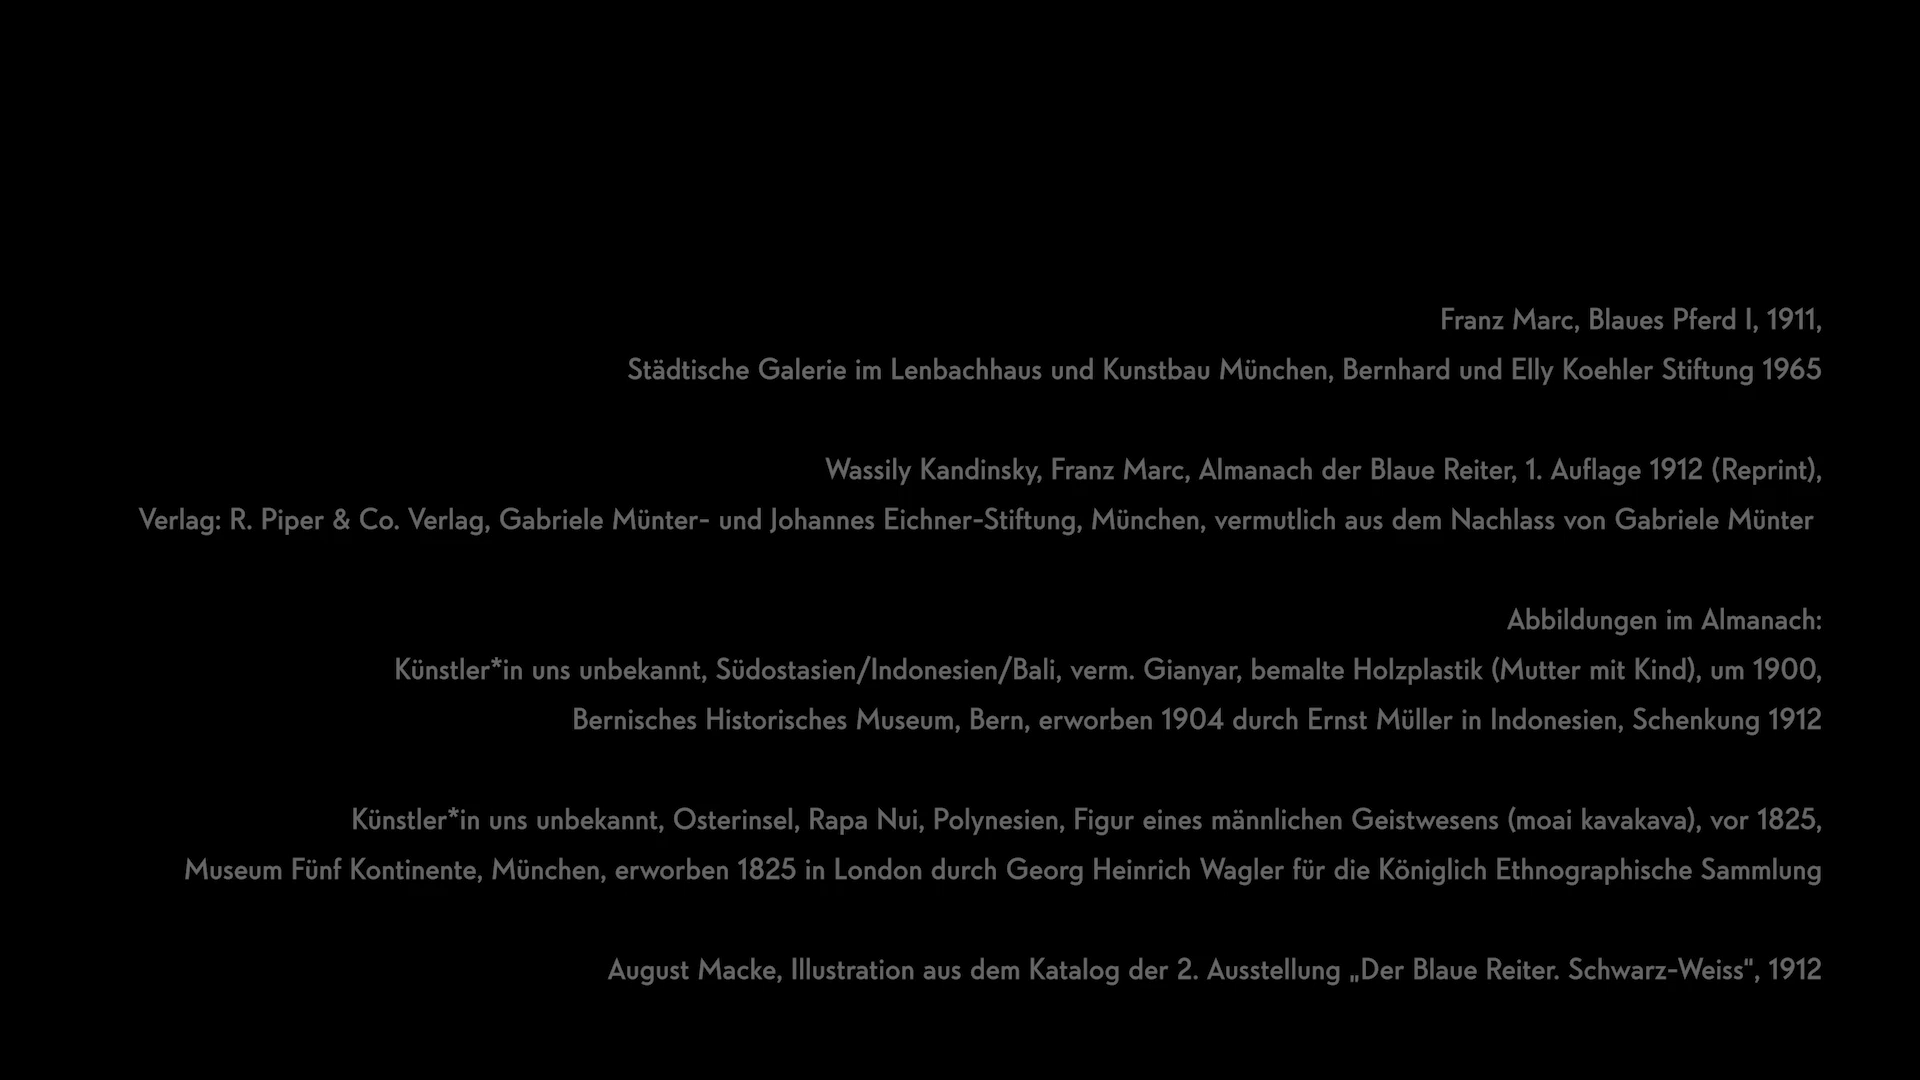 Franz Marc, Blaues Pferd I, 1911,
Städtische Galerie im Lenbachhaus und Kunstbau München, Bernhard und Elly Koehler Stiftung 1965
Wassily Kandinsky, Franz Marc, Almanach der Blaue Reiter, 1. Auflage 1912 (Reprint),
Verlag: R. Piper & Co. Verlag, Gabriele Münter- und Johannes Eichner-Stiftung, München, vermutlich aus dem Nachlass von Gabriele Münter
Abbildungen im Almanach:
Künstler*in uns unbekannt, Südostasien/Indonesien/Bali, verm. Gianyar, bemalte Holzplastik (Mutter mit Kind), um 1900,
Bernisches Historisches Museum, Bern, erworben 1904 durch Ernst Müller in Indonesien, Schenkung 1912
Künstler*in uns unbekannt, Osterinsel, Rapa Nui, Polynesien, Figur eines männlichen Geistwesens (moai kavakava), vor 1825,
Museum Fünf Kontinente, München, erworben 1825 in London durch Georg Heinrich Wagler für die Königlich Ethnographische Sammlung
August Macke, Illustration aus dem Katalog der 2. Ausstellung „Der Blaue Reiter. Schwarz-Weiss", 1912